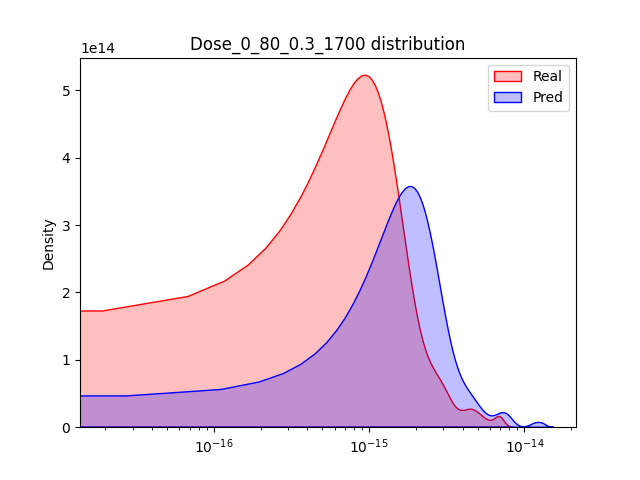 Dose_0_80_0.3_1700 distribution
1e14
Real
Pred
5
4
3
2
1
0
Density
10⁻¹⁶
10⁻¹⁵
10⁻¹⁴